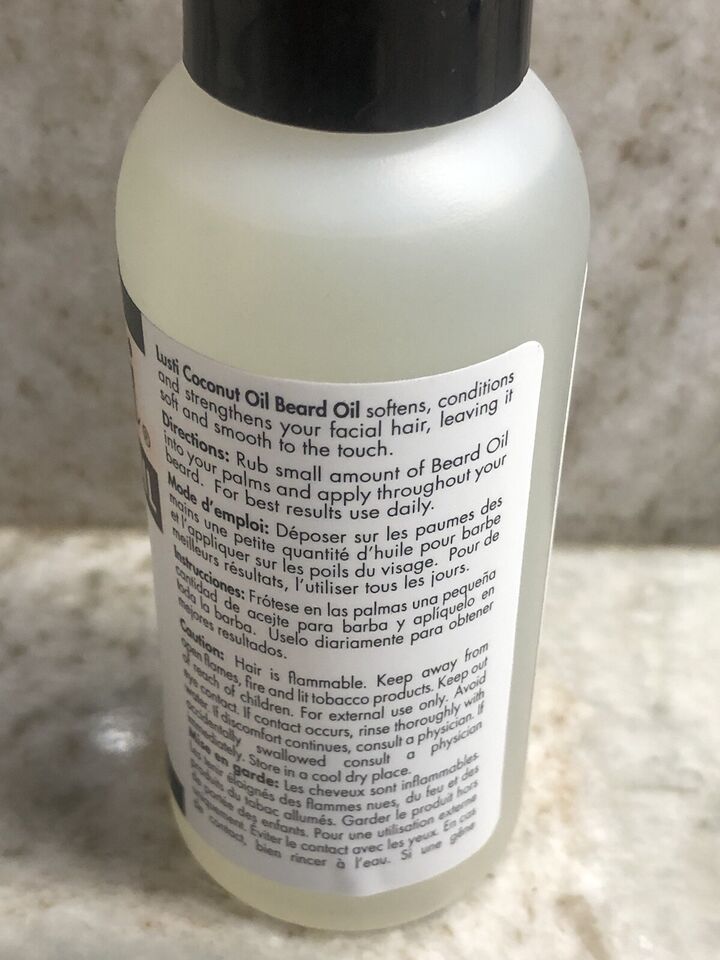 Lusti Coconut Oil Beard Oil softens, conditions
and strengthens your facial hair, leaving it
soft and smooth to the touch.
Directions: Rub small amount of Beard Oil
into your palms and apply throughout your
beard. For best results use daily.
Mode d'emploi: Déposer sur les paumes des
mains une petite quantité d'huile pour barbe
et l'appliquer sur les poils du visage. Pour de
meilleurs résultats, l'utiliser tous les jours.
Instrucciones: Frótese en las palmas una pequeña
cantidad de acejte para barba y aplíquelo en
toda la barba. Uselo diariamente para obtener
mejores resultados.
Caution: Hair is flammable. Keep away from
open flames, fire and lit tobacco products. Keep out
of reach of children. For external use only. Avoid
eye contact. If contact occurs, rinse thoroughly with
water. If discomfort continues, consult a physician. If
accidentally swallowed consult a physician
immediately. Store in a cool dry place.
Mise en garde: Les cheveux sont inflammables.
Les tenir éloignés des flammes nues, du feu et des
produits du tabac allumés. Garder le produit hors
de portée des enfants. Pour une utilisation externe
uniquement. Éviter le contact avec les yeux. En cas
de contact, bien rincer à l'eau. Si une gêne